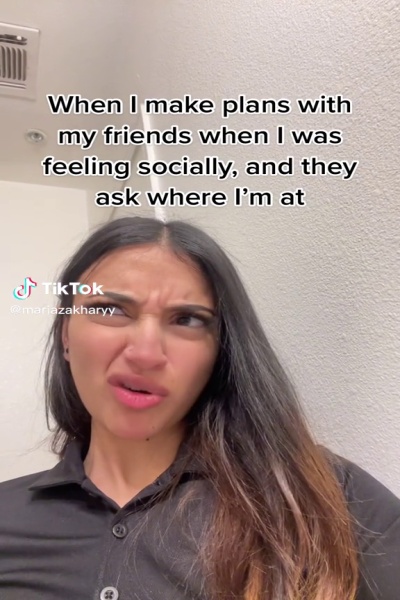 When I make plans with
my friends when I was
feeling socially, and they
ask where I'm at
TikTok
@mariazakharyy